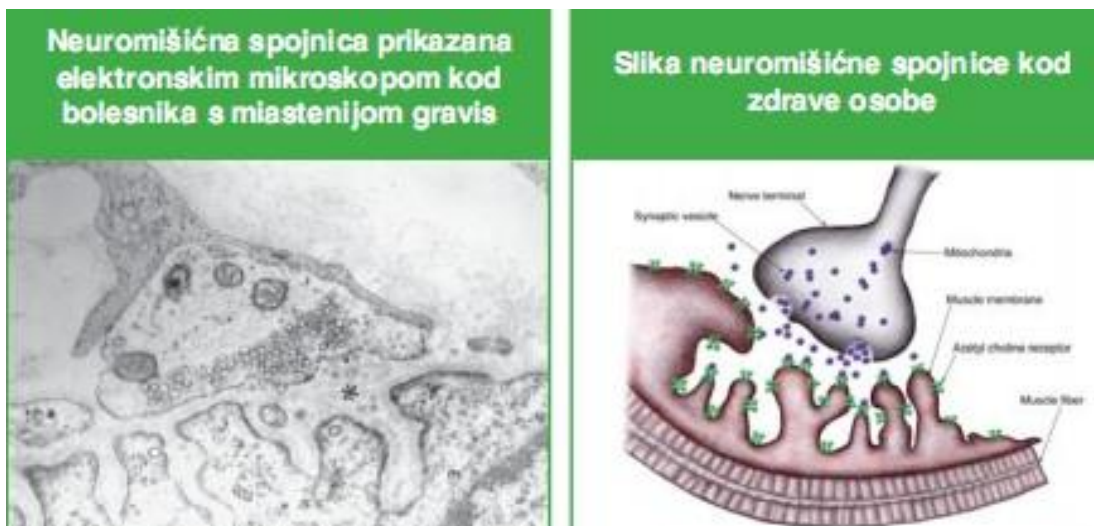 Neuromišićna spojnica prikazana
elektronskim mikroskopom kod
bolesnika s miastenijom gravis
Slika neuromišićne spojnice kod
zdrave osobe
Nerve terminal
Synaptic vesicle
Mitochondria
Muscle membrane
Acetyl choline receptor
Muscle fiber